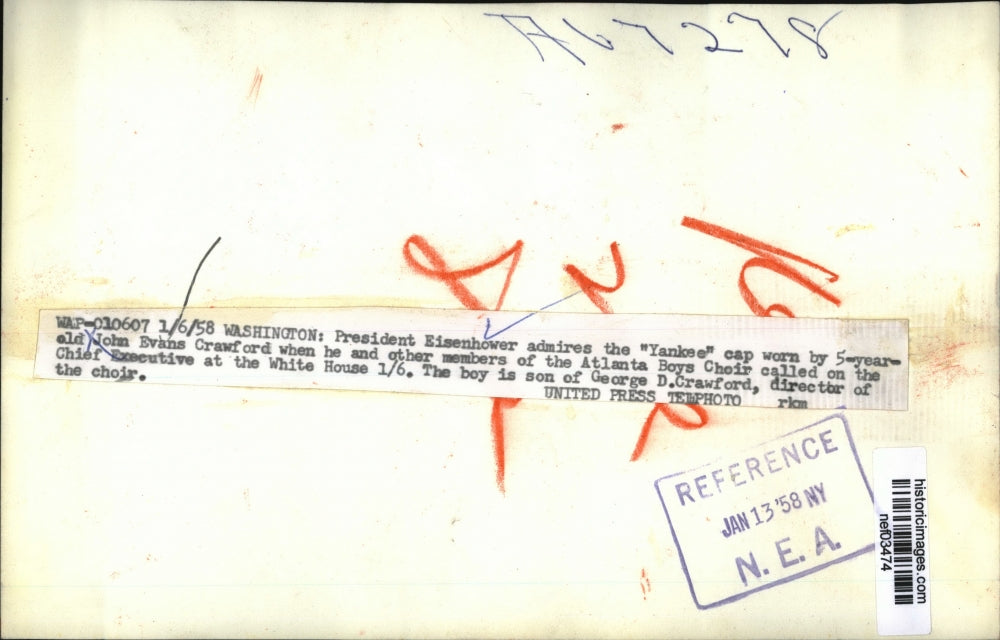 A67278
WAP-010607 1/6/58 WASHINGTON: President Eisenhower admires the "Yankee" cap worn by 5-year-
old John Evans Crawford when he and other members of the Atlanta Boys Choir called on the
Chief Executive at the White House 1/6. The boy is son of George D.Crawford, director of
the choir.
UNITED PRESS TELEPHOTO rkm
REFERENCE
JAN 13 '58 NY
N. E. A.
historicimages.com
nef03474